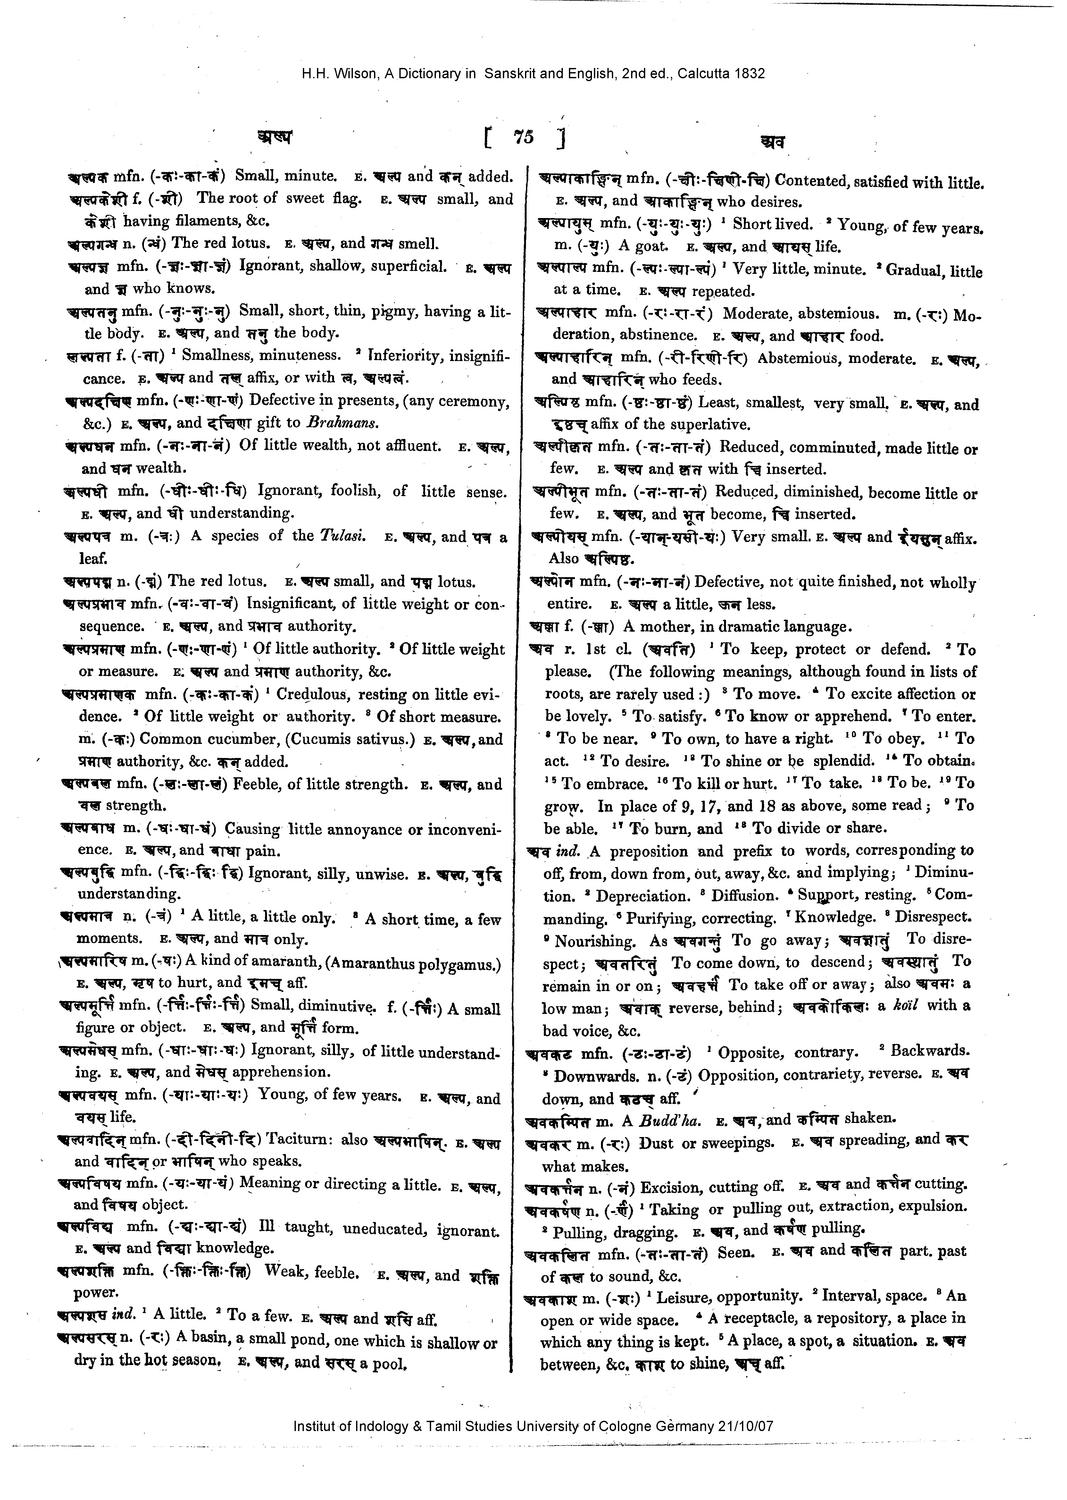 H.H. Wilson, A Dictionary in Sanskrit and English, 2nd ed., Calcutta 1832
अल्प [ 75 ] अव
अल्पक mfn. (-कः-का-कं) Small, minute. E. अल्प and कन् added.
अल्पकेशी f. (-शी) The root of sweet flag. E. अल्प small, and
केशी having filaments, &c.
अल्पगन्ध n. (न्धं) The red lotus. E. अल्प, and गन्ध smell.
अल्पज्ञ mfn. (-ज्ञः-ज्ञा-ज्ञं) Ignorant, shallow, superficial. E. अल्प
and ज्ञ who knows.
अल्पतनु mfn. (-नुः-नुः-नु) Small, short, thin, pigmy, having a lit-
tle body. E. अल्प, and तनु the body.
अल्पता f. (-ता) ¹ Smallness, minuteness. ² Inferiority, insignifi-
cance. E. अल्प and तल् affix, or with त्व, अल्पत्वं.
अल्पदक्षिण mfn. (-णः-णा-णं) Defective in presents, (any ceremony,
&c.) E. अल्प, and दक्षिणा gift to Brahmans.
अल्पधन mfn. (-नः-ना-नं) Of little wealth, not affluent. E. अल्प,
and धन wealth.
अल्पधी mfn. (-धीः-धीः-धि) Ignorant, foolish, of little sense.
E. अल्प, and धी understanding.
अल्पपत्र m. (-त्रः) A species of the Tulasi. E. अल्प, and पत्र a
leaf.
अल्पपद्म n. (-द्मं) The red lotus. E. अल्प small, and पद्म lotus.
अल्पप्रभाव mfn. (-वः-वा-वं) Insignificant, of little weight or con-
sequence. E. अल्प, and प्रभाव authority.
अल्पप्रमाण mfn. (-णः-णा-णं) ¹ Of little authority. ² Of little weight
or measure. E. अल्प and प्रमाण authority, &c.
अल्पप्रमाणक mfn. (-कः-का-कं) ¹ Credulous, resting on little evi-
dence. ² Of little weight or authority. ³ Of short measure.
m. (-कः) Common cucumber, (Cucumis sativus.) E. अल्प, and
प्रमाण authority, &c. कन् added.
अल्पबल mfn. (-लः-ला-लं) Feeble, of little strength. E. अल्प, and
बल strength.
अल्पबाध m. (-धः-धा-धं) Causing little annoyance or inconveni-
ence. E. अल्प, and बाधा pain.
अल्पबुद्धि mfn. (-द्धिः-द्धिः द्धि) Ignorant, silly, unwise. E. अल्प, बुद्धि
understanding.
अल्पमात्र n. (-त्रं) ¹ A little, a little only. ² A short time, a few
moments. E. अल्प, and मात्र only.
अल्पमारिष m. (-षः) A kind of amaranth, (Amaranthus polygamus.)
E. अल्प, मृष to hurt, and इमच् aff.
अल्पमूर्त्ति mfn. (-र्त्तिः-र्त्तिः-र्त्ति) Small, diminutive. f. (-र्त्तिः) A small
figure or object. E. अल्प, and मूर्त्ति form.
अल्पमेधस् mfn. (-धाः-धाः-धः) Ignorant, silly, of little understand-
ing. E. अल्प, and मेधस् apprehension.
अल्पवयस् mfn. (-याः-याः-यः) Young, of few years. E. अल्प, and
वयस् life.
अल्पवादिन् mfn. (-दी-दिनी-दि) Taciturn: also अल्पभाषिन्. E. अल्प
and वादिन् or भाषिन् who speaks.
अल्पविषय mfn. (-यः-या-यं) Meaning or directing a little. E. अल्प,
and विषय object.
अल्पविद्य mfn. (-द्यः-द्या-द्यं) Ill taught, uneducated, ignorant.
E. अल्प and विद्या knowledge.
अल्पशक्ति mfn. (-क्तिः-क्तिः-क्ति) Weak, feeble. E. अल्प, and शक्ति
power.
अल्पशस् ind. ¹ A little. ² To a few. E. अल्प and शसि aff.
अल्पसरस् n. (-रः) A basin, a small pond, one which is shallow or
dry in the hot season. E. अल्प, and सरस् a pool.
अल्पाकाङ्क्षिन् mfn. (-क्षीः-क्षिणी-क्षि) Contented, satisfied with little.
E. अल्प, and आकाङ्क्षिन् who desires.
अल्पायुस् mfn. (-युः-युः-युः) ¹ Short lived. ² Young, of few years.
m. (-युः) A goat. E. अल्प, and आयुस् life.
अल्पाल्प mfn. (-ल्पः-ल्पा-ल्पं) ¹ Very little, minute. ² Gradual, little
at a time. E. अल्प repeated.
अल्पाहार mfn. (-रः-रा-रं) Moderate, abstemious. m. (-रः) Mo-
deration, abstinence. E. अल्प, and आहार food.
अल्पाहारिन् mfn. (-री-रिणी-रि) Abstemious, moderate. E. अल्प,
and आहारिन् who feeds.
अल्पिष्ठ mfn. (-ष्ठः-ष्ठा-ष्ठं) Least, smallest, very small. E. अल्प, and
इष्ठच् affix of the superlative.
अल्पीकृत mfn. (-तः-ता-तं) Reduced, comminuted, made little or
few. E. अल्प and कृत with च्वि inserted.
अल्पीभूत mfn. (-तः-ता-तं) Reduced, diminished, become little or
few. E. अल्प, and भूत become, च्वि inserted.
अल्पीयस् mfn. (-यान्-यसी-यः) Very small. E. अल्प and ईयसुन् affix.
Also अल्पिष्ठ.
अल्पोन mfn. (-नः-ना-नं) Defective, not quite finished, not wholly
entire. E. अल्प a little, ऊन less.
अल्ला f. (-ल्ला) A mother, in dramatic language.
अव r. 1st cl. (अवति) ¹ To keep, protect or defend. ² To
please. (The following meanings, although found in lists of
roots, are rarely used:) ³ To move. ⁴ To excite affection or
be lovely. ⁵ To satisfy. ⁶ To know or apprehend. ⁷ To enter.
⁸ To be near. ⁹ To own, to have a right. ¹⁰ To obey. ¹¹ To
act. ¹² To desire. ¹³ To shine or be splendid. ¹⁴ To obtain.
¹⁵ To embrace. ¹⁶ To kill or hurt. ¹⁷ To take. ¹⁸ To be. ¹⁹ To
grow. In place of 9, 17, and 18 as above, some read; ⁹ To
be able. ¹⁷ To burn, and ¹⁸ To divide or share.
अव ind. A preposition and prefix to words, corresponding to
off, from, down from, out, away, &c. and implying; ¹ Diminu-
tion. ² Depreciation. ³ Diffusion. ⁴ Support, resting. ⁵ Com-
manding. ⁶ Purifying, correcting. ⁷ Knowledge. ⁸ Disrespect.
⁹ Nourishing. As अवगन्तुं To go away; अवज्ञातुं To disre-
spect; अवतरितुं To come down, to descend; अवस्थातुं To
remain in or on; अवहर्त्तुं To take off or away; also अवमः a
low man; अवाक् reverse, behind; अवकोकिलः a koïl with a
bad voice, &c.
अवकट mfn. (-टः-टा-टं) ¹ Opposite, contrary. ² Backwards.
³ Downwards. n. (-टं) Opposition, contrariety, reverse. E. अव
down, and कटच् aff.
अवकम्पित m. A Budd'ha. E. अव, and कम्पित shaken.
अवकर m. (-रः) Dust or sweepings. E. अव spreading, and कर
what makes.
अवकर्त्तन n. (-नं) Excision, cutting off. E. अव and कर्त्तन cutting.
अवकर्षण n. (-र्णं) ¹ Taking or pulling out, extraction, expulsion.
² Pulling, dragging. E. अव, and कर्षण pulling.
अवकलित mfn. (-तः-ता-तं) Seen. E. अव and कलित part. past
of कल to sound, &c.
अवकाश m. (-शः) ¹ Leisure, opportunity. ² Interval, space. ³ An
open or wide space. ⁴ A receptacle, a repository, a place in
which any thing is kept. ⁵ A place, a spot, a situation. E. अव
between, &c. काश to shine, अच् aff.
Institut of Indology & Tamil Studies University of Cologne Germany 21/10/07